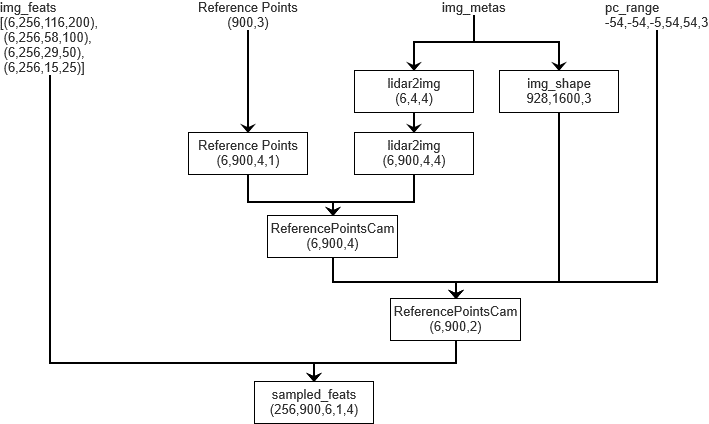 img_feats
[(6,256,116,200),
(6,256,58,100),
(6,256,29,50),
(6,256,15,25)]
Reference Points
(900,3)
img_metas
pc_range
-54,-54,-5,54,54,3
lidar2img
(6,4,4)
img_shape
928,1600,3
Reference Points
(6,900,4,1)
lidar2img
(6,900,4,4)
ReferencePointsCam
(6,900,4)
ReferencePointsCam
(6,900,2)
sampled_feats
(256,900,6,1,4)